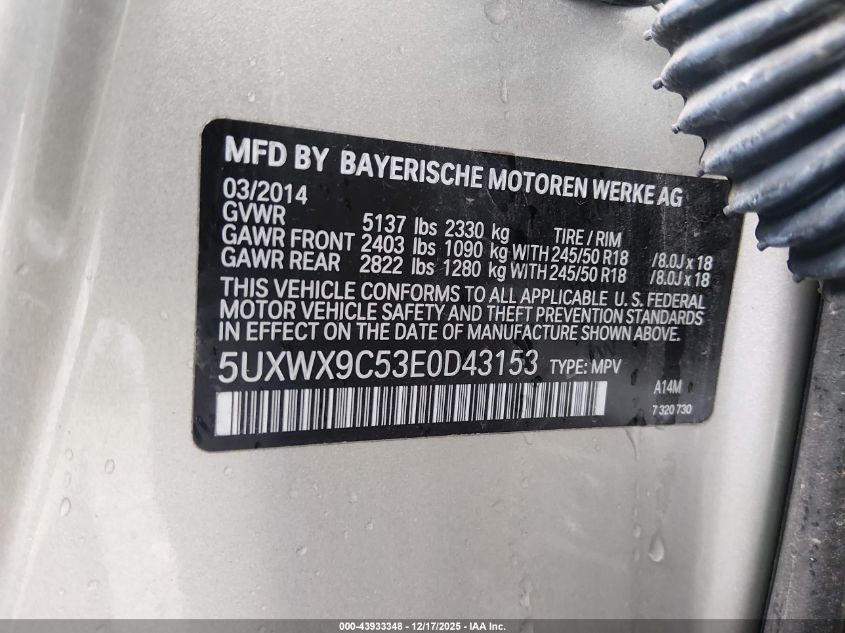 MFD BY BAYERISCHE MOTOREN WERKE AG
03/2014
GVWR 5137 lbs 2330 kg TIRE / RIM
GAWR FRONT 2403 lbs 1090 kg WITH 245/50 R18 /8.0J x 18
GAWR REAR 2822 lbs 1280 kg WITH 245/50 R18 /8.0J x 18
THIS VEHICLE CONFORMS TO ALL APPLICABLE U.S. FEDERAL
MOTOR VEHICLE SAFETY AND THEFT PREVENTION STANDARDS
IN EFFECT ON THE DATE OF MANUFACTURE SHOWN ABOVE.
5UXWX9C53E0D43153 TYPE: MPV
A14M
7 320 730
000-43933348 - 12/17/2025 - IAA Inc.